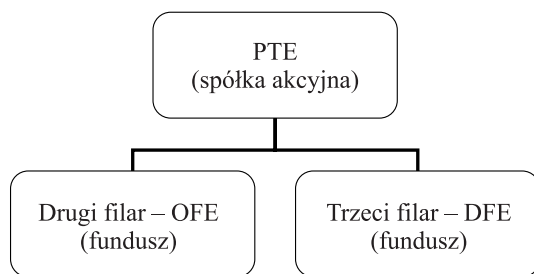 PTE
(spółka akcyjna)
Drugi filar – OFE
(fundusz)
Trzeci filar – DFE
(fundusz)